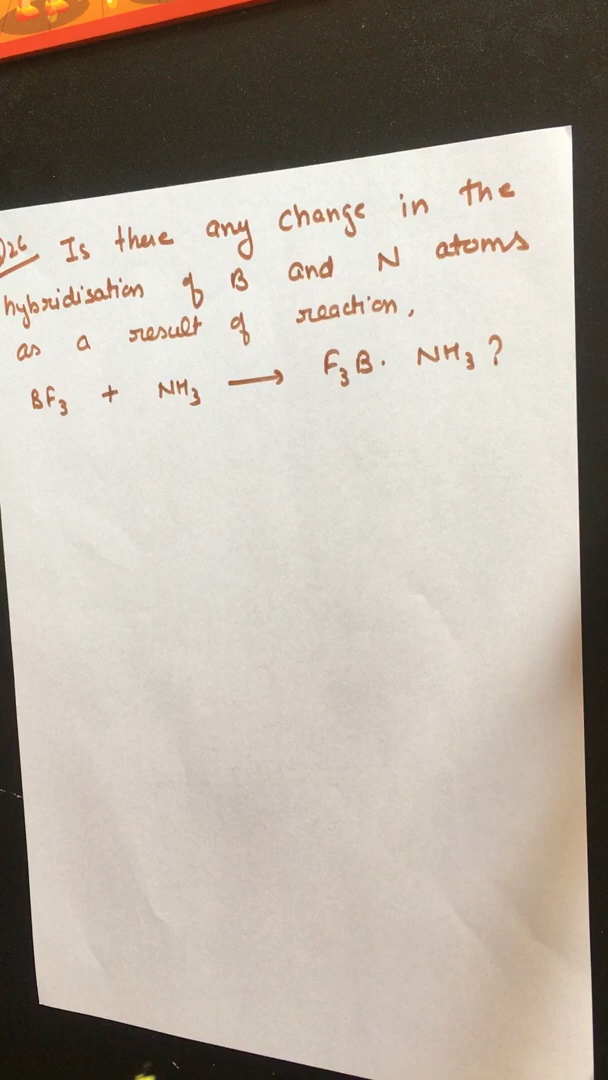 Q26 Is there any change in the
hybridisation of B and N atoms
as a result of reaction,
BF₃ + NH₃ ⟶ F₃B. NH₃ ?